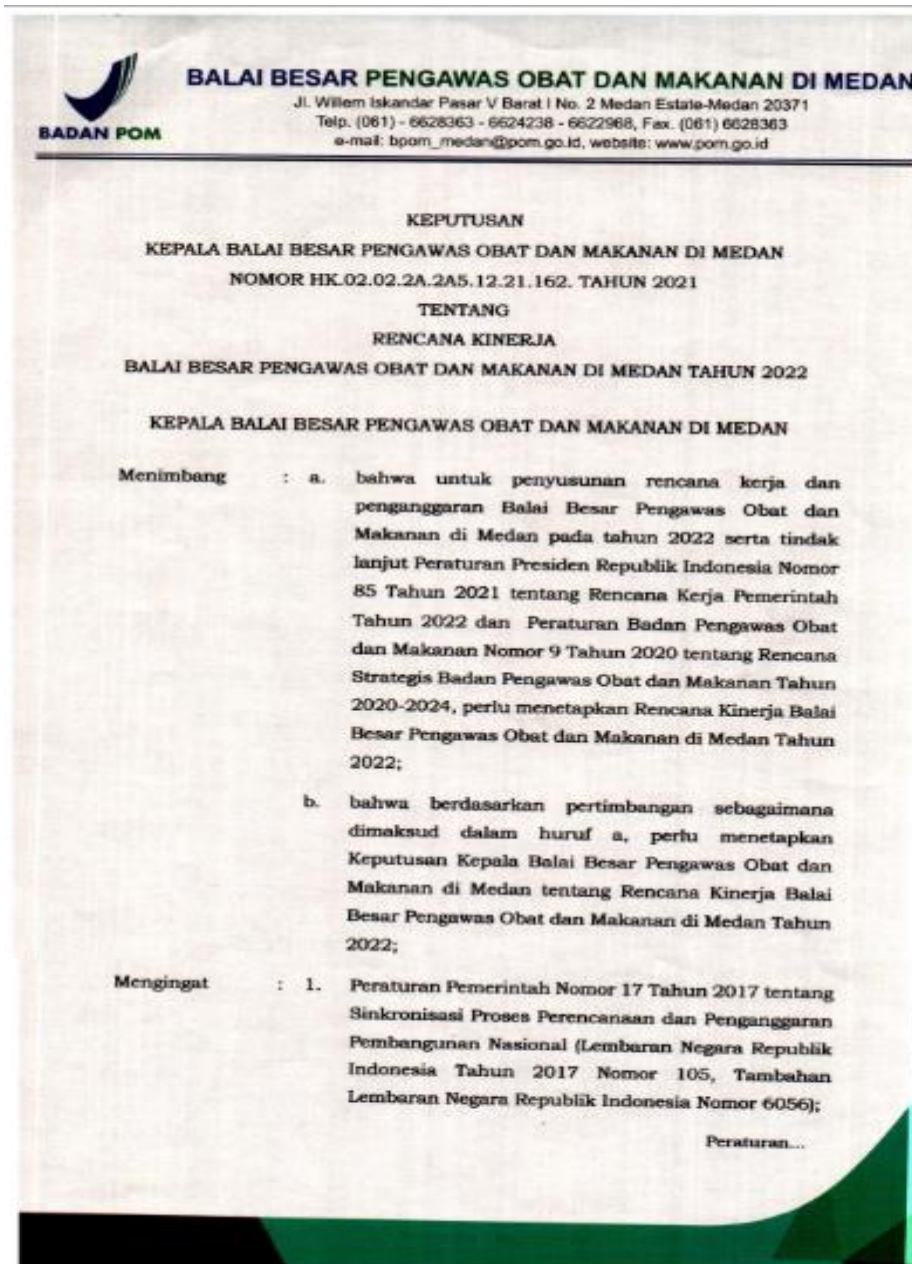 BADAN POM
BALAI BESAR PENGAWAS OBAT DAN MAKANAN DI MEDAN
Jl. Willem Iskandar Pasar V Barat I No. 2 Medan Estate-Medan 20371
Telp. (061) - 6628363 - 6624238 - 6622968, Fax. (061) 6628363
e-mail: bpom_medan@pom.go.id, website: www.pom.go.id
KEPUTUSAN
KEPALA BALAI BESAR PENGAWAS OBAT DAN MAKANAN DI MEDAN
NOMOR HK.02.02.2A.2A5.12.21.162. TAHUN 2021
TENTANG
RENCANA KINERJA
BALAI BESAR PENGAWAS OBAT DAN MAKANAN DI MEDAN TAHUN 2022
KEPALA BALAI BESAR PENGAWAS OBAT DAN MAKANAN DI MEDAN
Menimbang : a. bahwa untuk penyusunan rencana kerja dan
penganggaran Balai Besar Pengawas Obat dan
Makanan di Medan pada tahun 2022 serta tindak
lanjut Peraturan Presiden Republik Indonesia Nomor
85 Tahun 2021 tentang Rencana Kerja Pemerintah
Tahun 2022 dan Peraturan Badan Pengawas Obat
dan Makanan Nomor 9 Tahun 2020 tentang Rencana
Strategis Badan Pengawas Obat dan Makanan Tahun
2020-2024, perlu menetapkan Rencana Kinerja Balai
Besar Pengawas Obat dan Makanan di Medan Tahun
2022;
b. bahwa berdasarkan pertimbangan sebagaimana
dimaksud dalam huruf a, perlu menetapkan
Keputusan Kepala Balai Besar Pengawas Obat dan
Makanan di Medan tentang Rencana Kinerja Balai
Besar Pengawas Obat dan Makanan di Medan Tahun
2022;
Mengingat : 1. Peraturan Pemerintah Nomor 17 Tahun 2017 tentang
Sinkronisasi Proses Perencanaan dan Penganggaran
Pembangunan Nasional (Lembaran Negara Republik
Indonesia Tahun 2017 Nomor 105, Tambahan
Lembaran Negara Republik Indonesia Nomor 6056);
Peraturan...